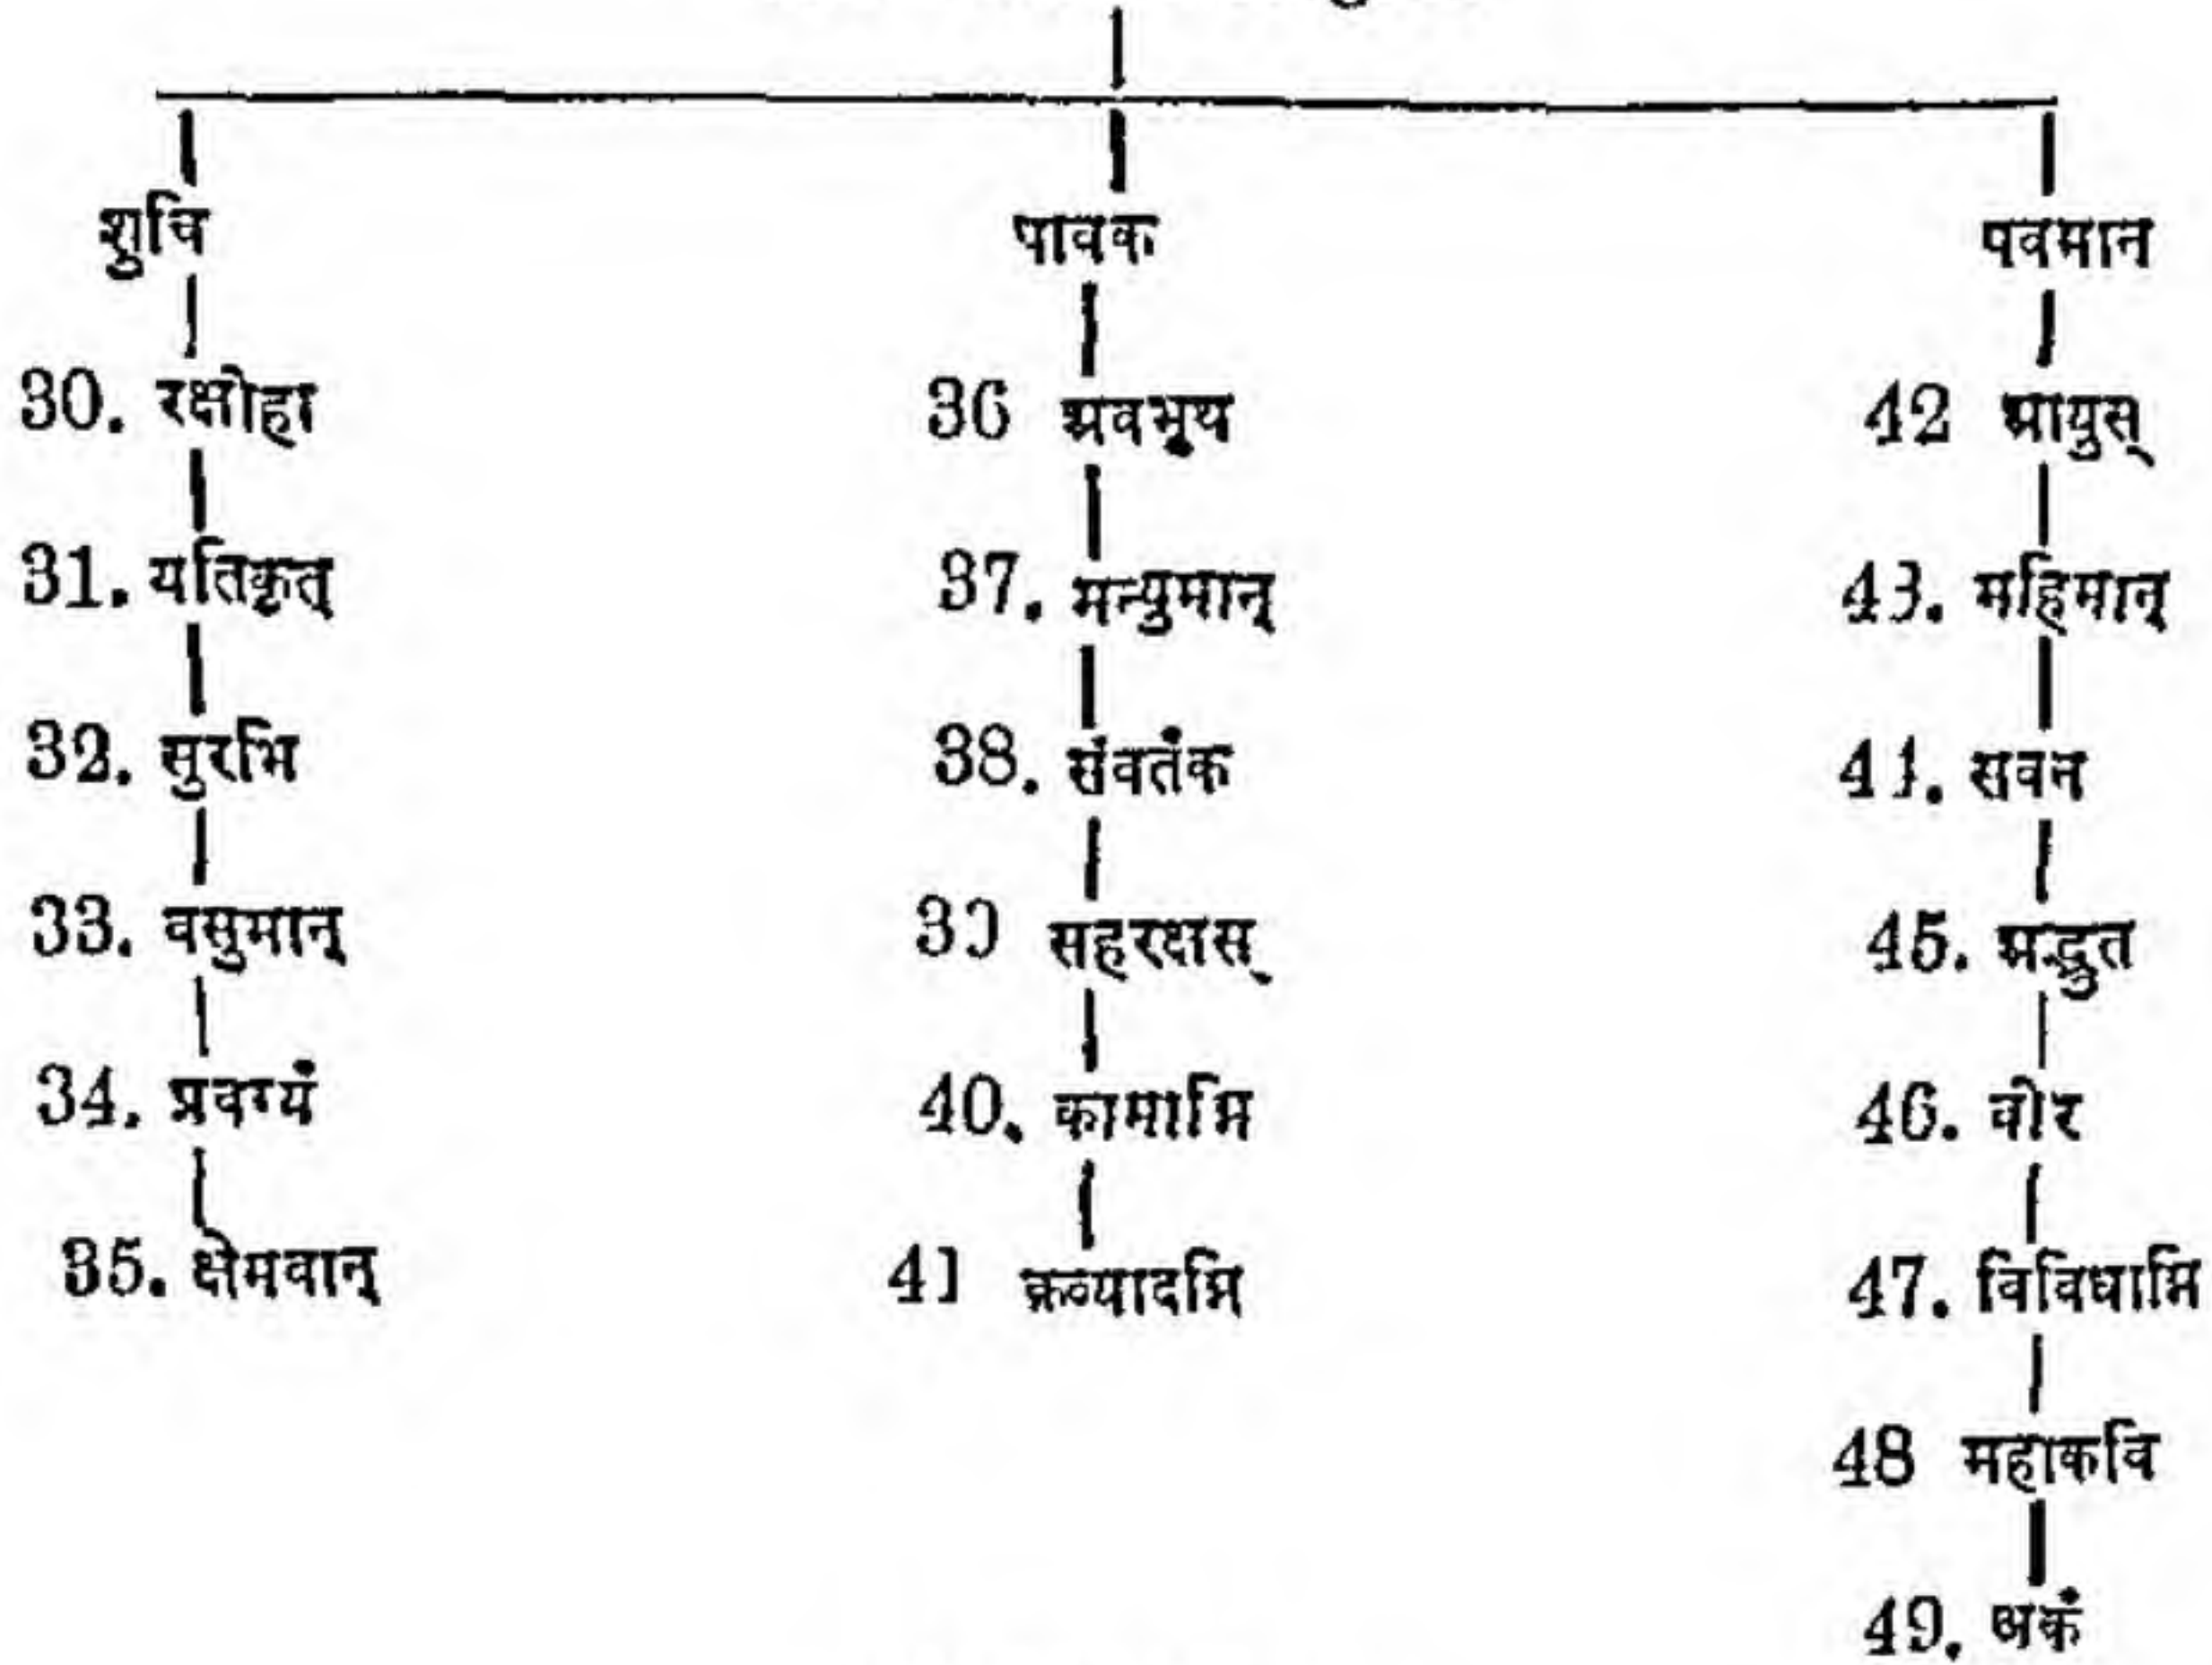 शुचि पावक पवमान
30. रक्षोहा 36 अवभृथ 42 आयुस्
31. यतिकृत् 37. मन्युमान् 43. महिमान्
32. सुरभि 38. संवर्तक 44. सवन
33. वसुमान् 39 सहरक्षस् 45. अद्भुत
34. प्रवर्ग्य 40. कामाग्नि 46. वीर
35. क्षेमवान् 41 क्रव्यादग्नि 47. विविधाग्नि
48 महाकवि
49. अर्क